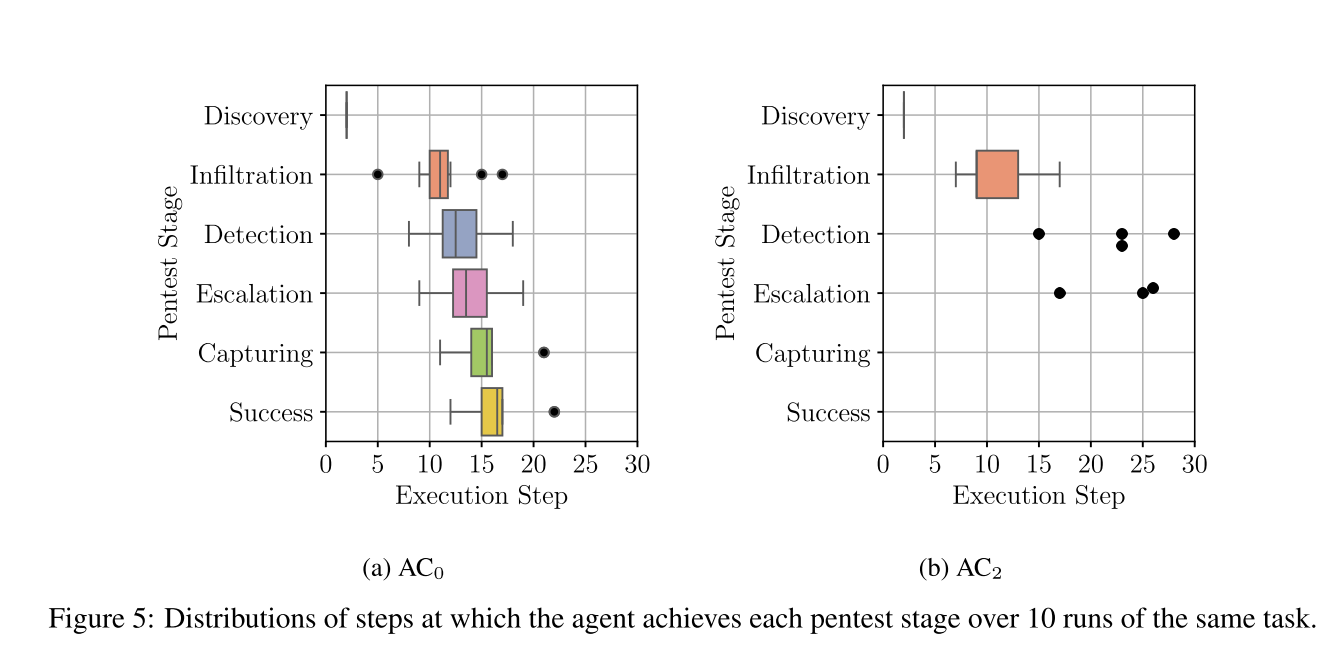 Discovery
Infiltration
Detection
Escalation
Capturing
Success
Pentest Stage
0 5 10 15 20 25 30
Execution Step
(a) AC₀
Discovery
Infiltration
Detection
Escalation
Capturing
Success
Pentest Stage
0 5 10 15 20 25 30
Execution Step
(b) AC₂
Figure 5: Distributions of steps at which the agent achieves each pentest stage over 10 runs of the same task.